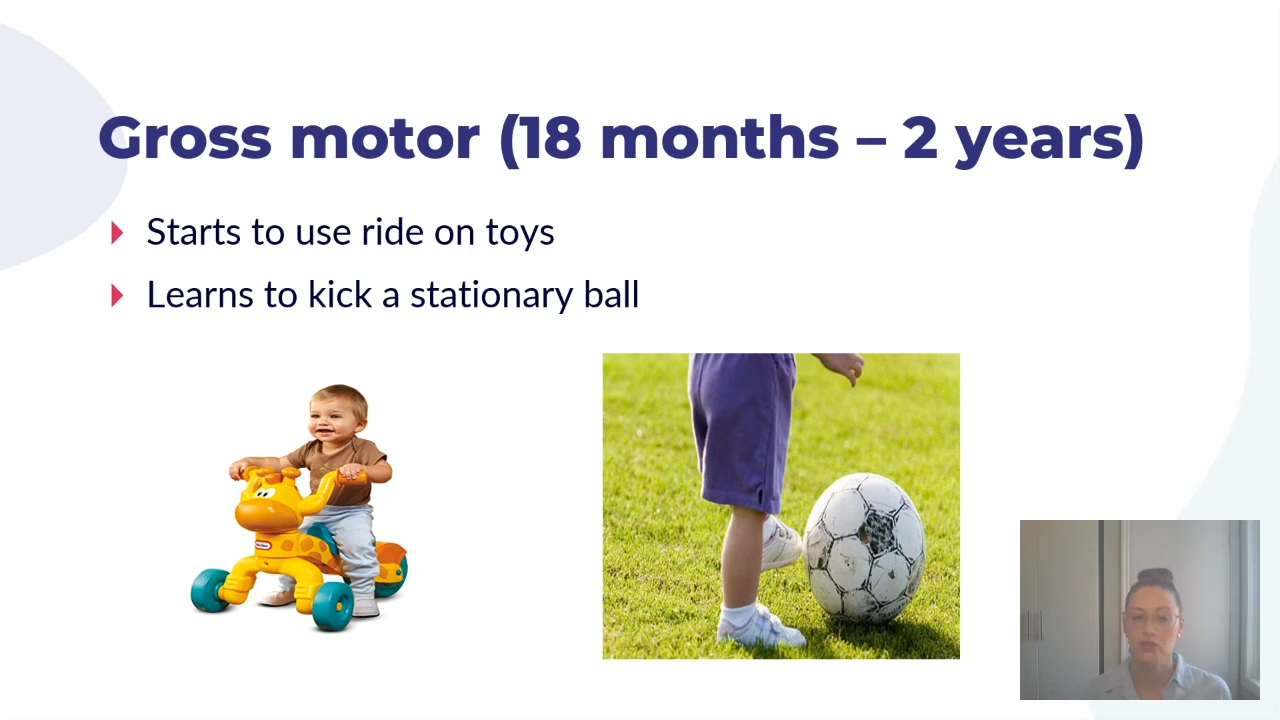 Gross motor (18 months – 2 years)
Starts to use ride on toys
Learns to kick a stationary ball